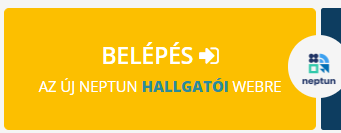 BELÉPÉS
AZ ÚJ NEPTUN HALLGATÓI WEBRE
neptun